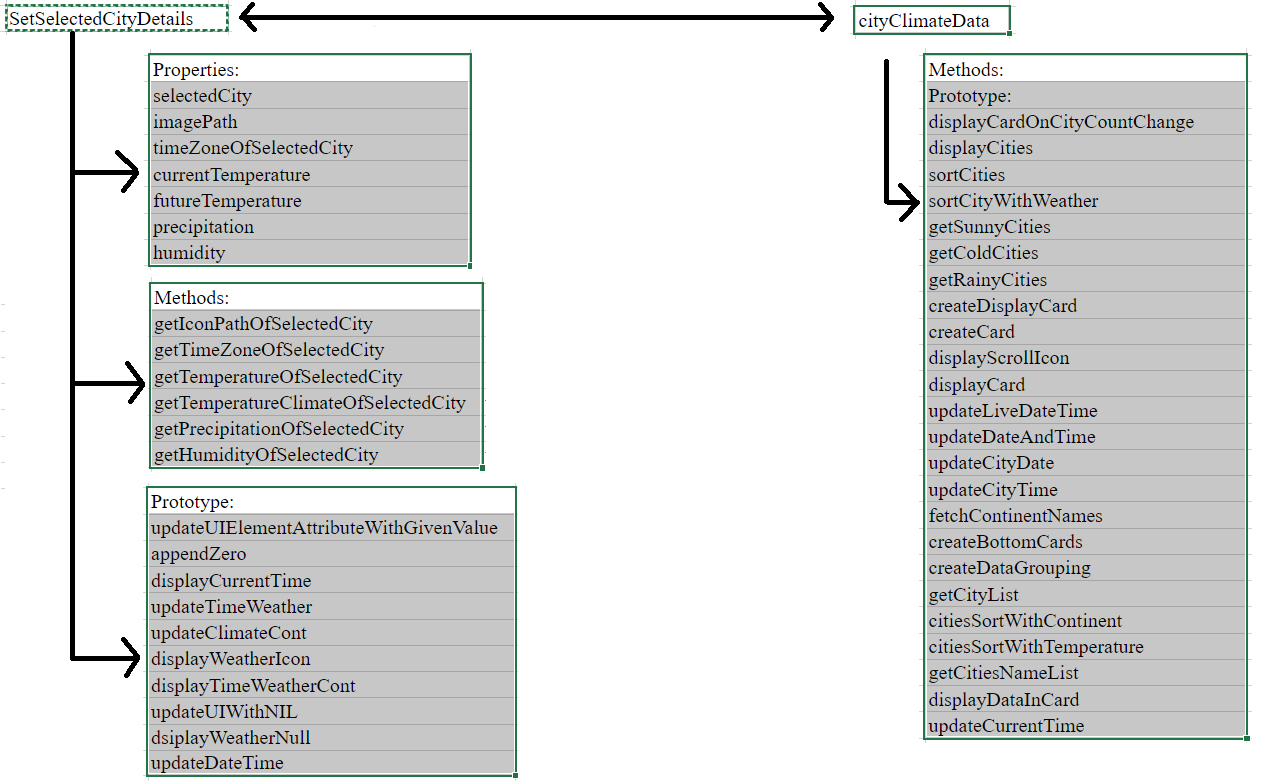 SetSelectedCityDetails
cityClimateData
Properties:
selectedCity
imagePath
timeZoneOfSelectedCity
currentTemperature
futureTemperature
precipitation
humidity
Methods:
getIconPathOfSelectedCity
getTimeZoneOfSelectedCity
getTemperatureOfSelectedCity
getTemperatureClimateOfSelectedCity
getPrecipitationOfSelectedCity
getHumidityOfSelectedCity
Prototype:
updateUIElementAttributeWithGivenValue
appendZero
displayCurrentTime
updateTimeWeather
updateClimateCont
displayWeatherIcon
displayTimeWeatherCont
updateUIWithNIL
dsiplayWeatherNull
updateDateTime
Methods:
Prototype:
displayCardOnCityCountChange
displayCities
sortCities
sortCityWithWeather
getSunnyCities
getColdCities
getRainyCities
createDisplayCard
createCard
displayScrollIcon
displayCard
updateLiveDateTime
updateDateAndTime
updateCityDate
updateCityTime
fetchContinentNames
createBottomCards
createDataGrouping
getCityList
citiesSortWithContinent
citiesSortWithTemperature
getCitiesNameList
displayDataInCard
updateCurrentTime